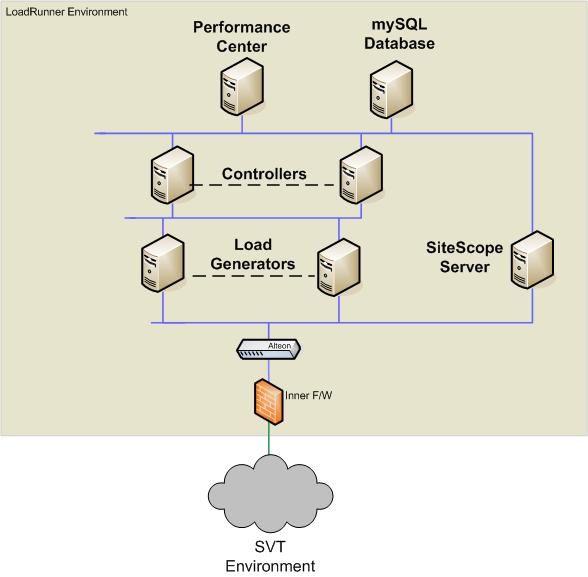 LoadRunner Environment
Performance
Center
mySQL
Database
Controllers
Load
Generators
SiteScope
Server
Alteon
Inner F/W
SVT
Environment